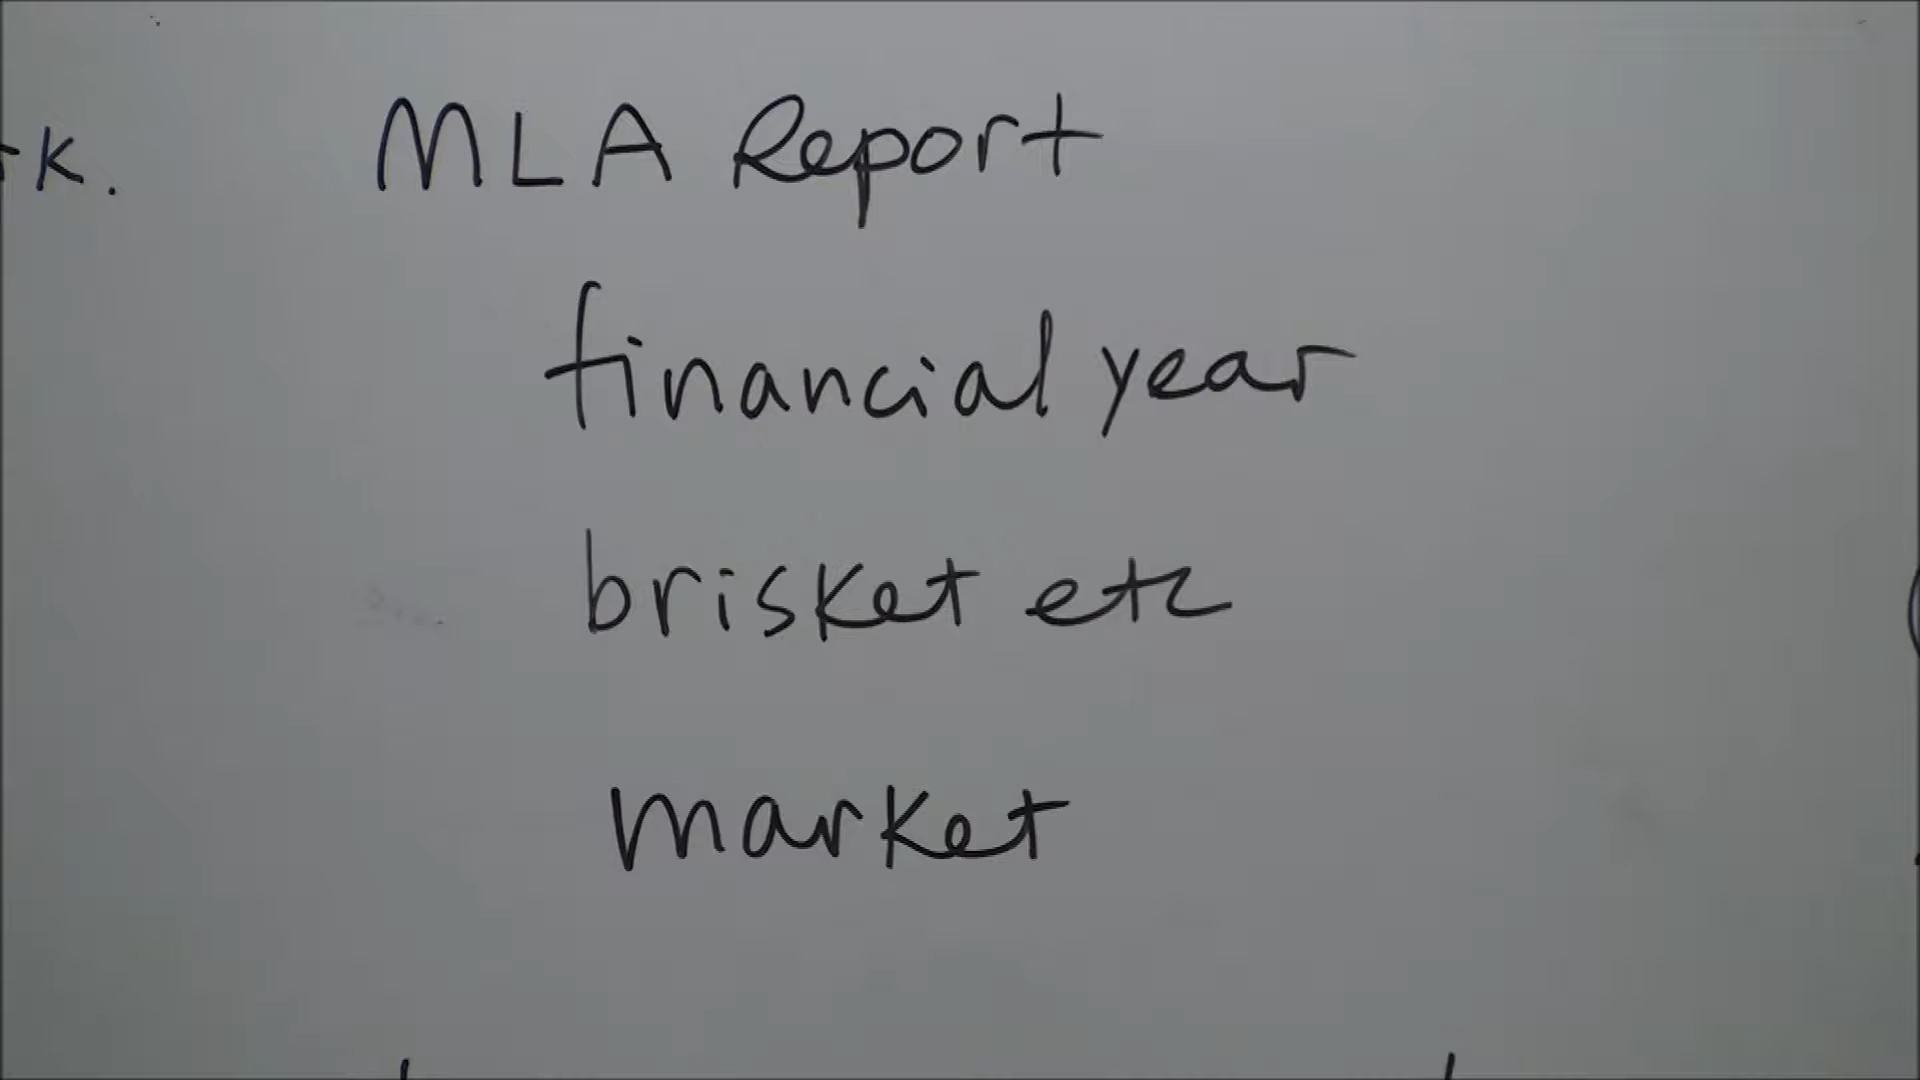 MLA Report
financial year
brisket etc
market